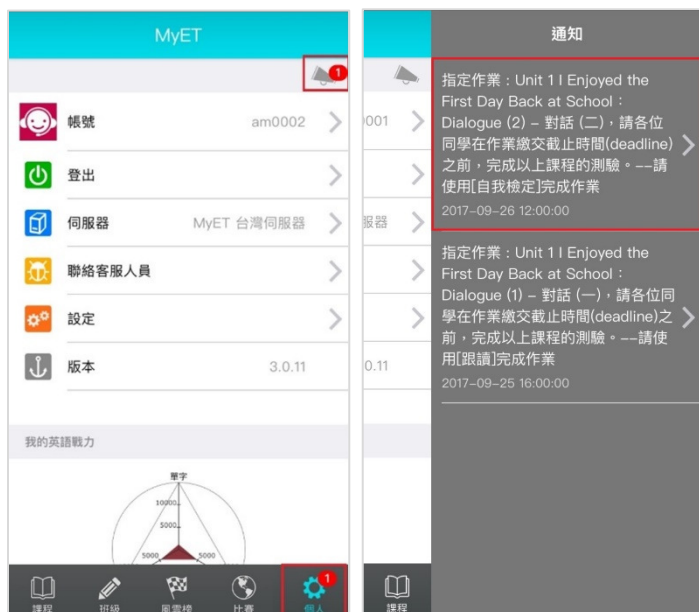 MyET
1
帳號
am0002
登出
伺服器
MyET 台灣伺服器
聯絡客服人員
設定
版本
3.0.11
我的英語戰力
單字
10000
5000
5000
5000
課程
班級
風雲榜
比賽
個人
1
0001
服器
0.11
課程
通知
指定作業：Unit 1 I Enjoyed the
First Day Back at School：
Dialogue (2) – 對話 (二)，請各位
同學在作業繳交截止時間(deadline)
之前，完成以上課程的測驗。––請
使用[自我檢定]完成作業
2017–09–26 12:00:00
指定作業：Unit 1 I Enjoyed the
First Day Back at School：
Dialogue (1) – 對話 (一)，請各位同
學在作業繳交截止時間(deadline)之
前，完成以上課程的測驗。––請使
用[跟讀]完成作業
2017–09–25 16:00:00